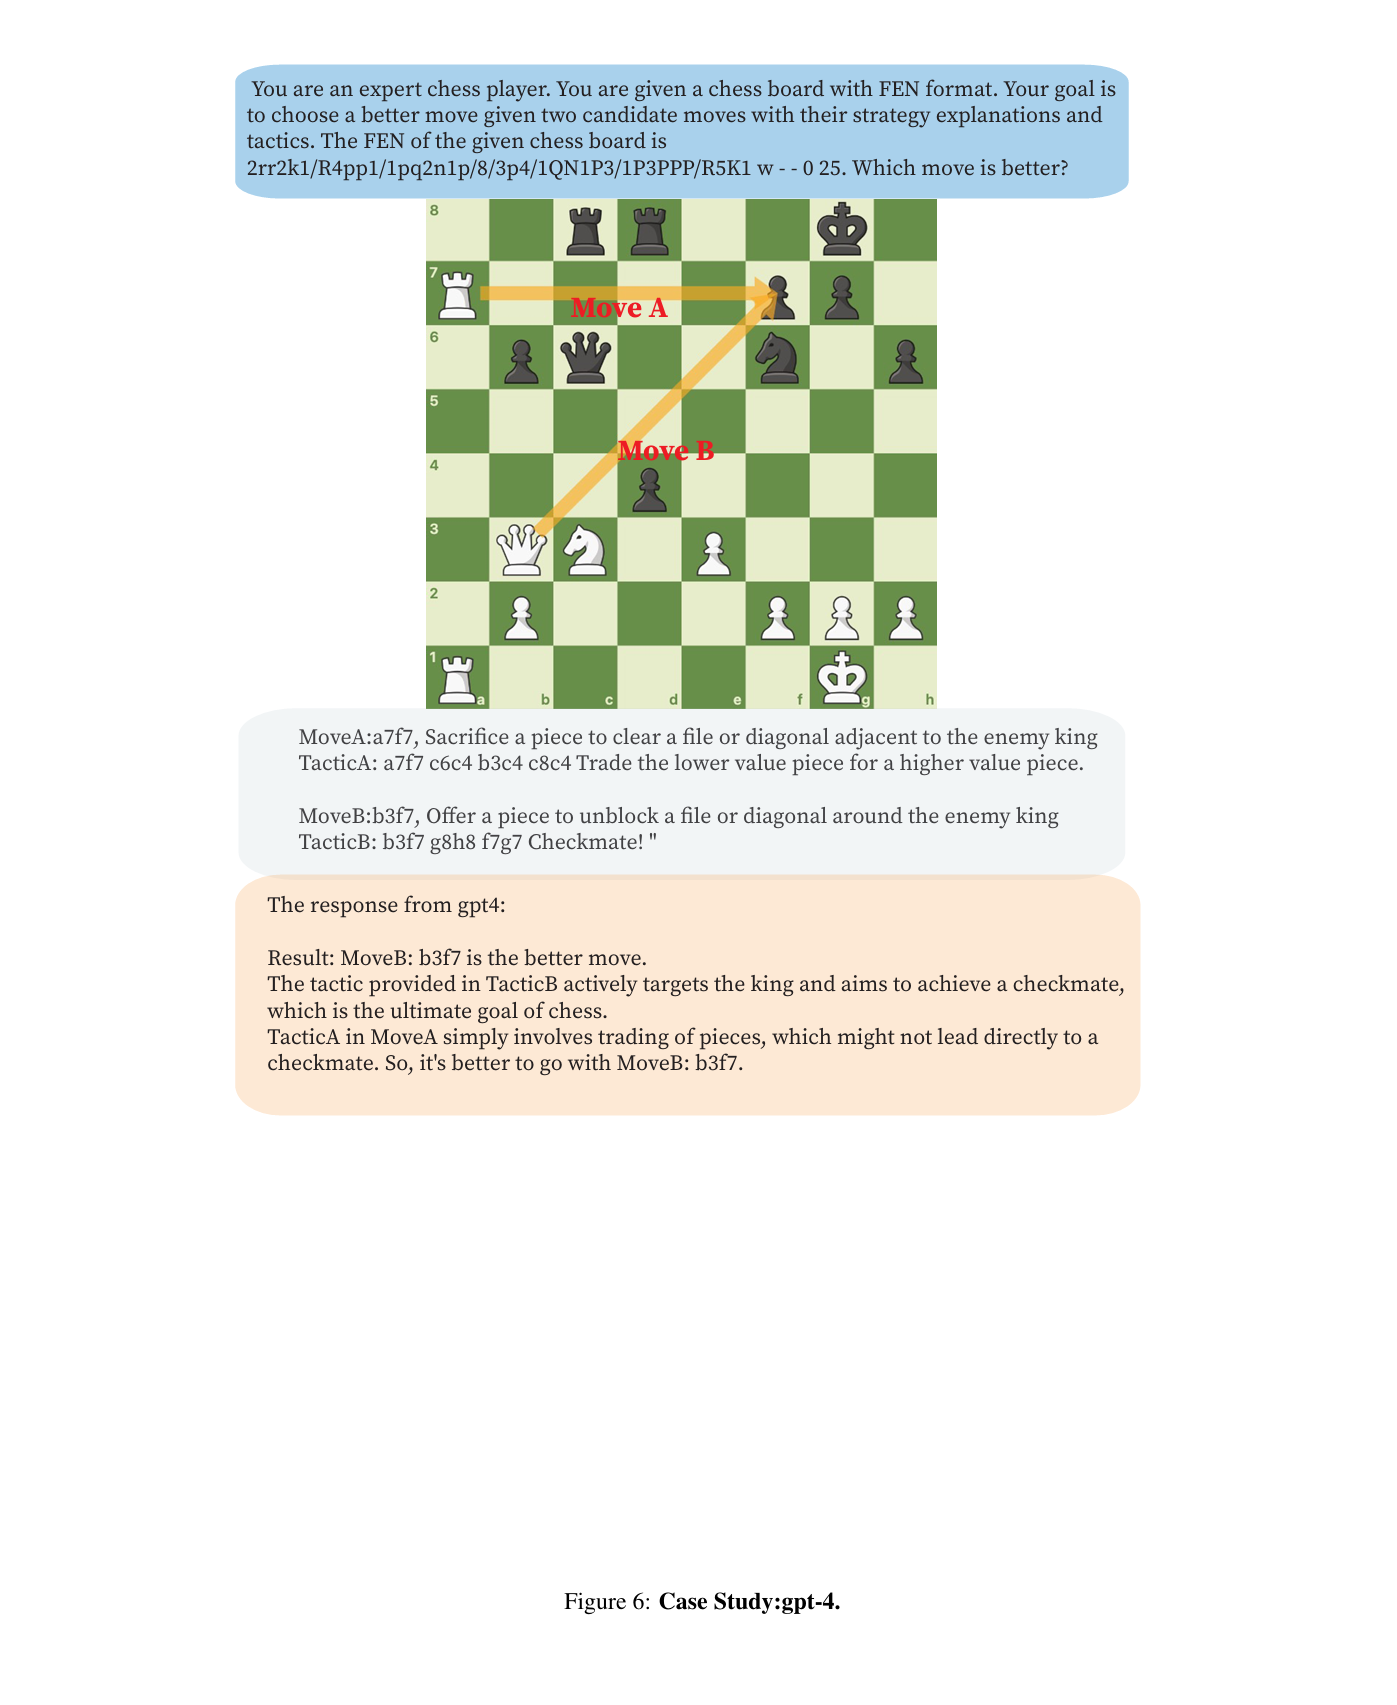 You are an expert chess player. You are given a chess board with FEN format. Your goal is
to choose a better move given two candidate moves with their strategy explanations and
tactics. The FEN of the given chess board is
2rr2k1/R4pp1/1pq2n1p/8/3p4/1QN1P3/1P3PPP/R5K1 w - - 0 25. Which move is better?
8
7
Move A
6
5
Move B
4
3
2
1
a b c d e f g h
MoveA:a7f7, Sacrifice a piece to clear a file or diagonal adjacent to the enemy king
TacticA: a7f7 c6c4 b3c4 c8c4 Trade the lower value piece for a higher value piece.
MoveB:b3f7, Offer a piece to unblock a file or diagonal around the enemy king
TacticB: b3f7 g8h8 f7g7 Checkmate! "
The response from gpt4:
Result: MoveB: b3f7 is the better move.
The tactic provided in TacticB actively targets the king and aims to achieve a checkmate,
which is the ultimate goal of chess.
TacticA in MoveA simply involves trading of pieces, which might not lead directly to a
checkmate. So, it's better to go with MoveB: b3f7.
Figure 6: Case Study:gpt-4.